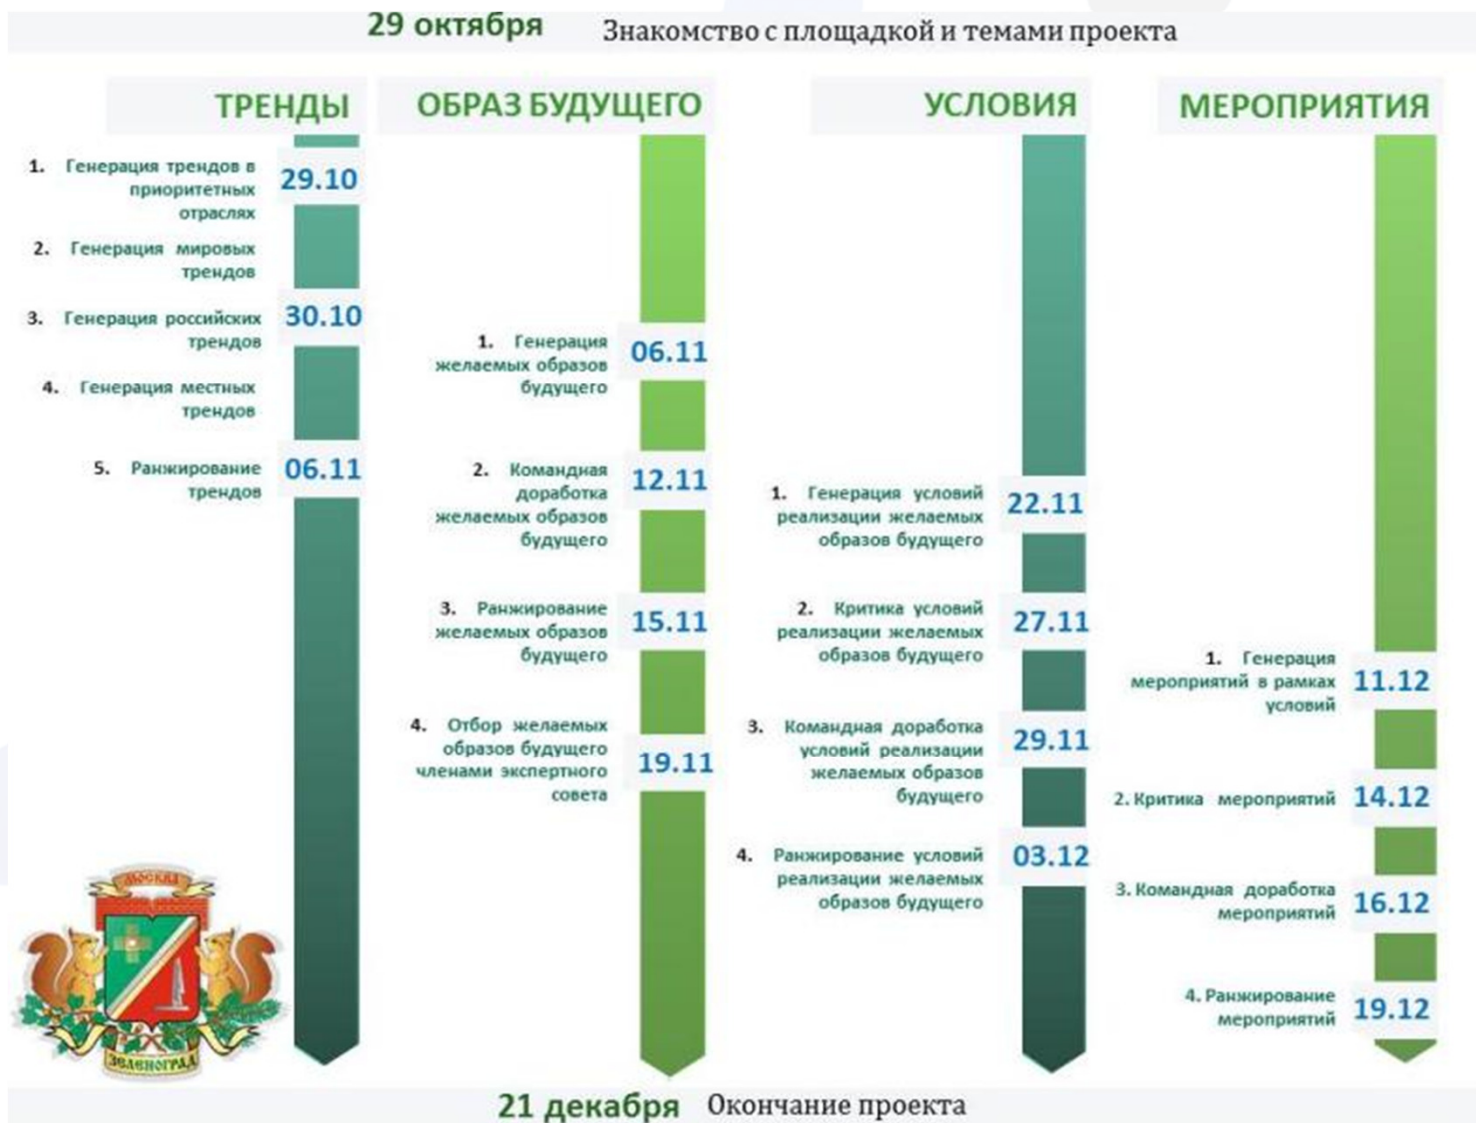 29 октября Знакомство с площадкой и темами проекта
ТРЕНДЫ
1. Генерация трендов в
приоритетных
отраслях
29.10
2. Генерация мировых
трендов
3. Генерация российских
трендов
30.10
4. Генерация местных
трендов
5. Ранжирование
трендов
06.11
ОБРАЗ БУДУЩЕГО
1. Генерация
желаемых образов
будущего
06.11
2. Командная
доработка
желаемых образов
будущего
12.11
3. Ранжирование
желаемых образов
будущего
15.11
4. Отбор желаемых
образов будущего
членами экспертного
совета
19.11
УСЛОВИЯ
1. Генерация условий
реализации желаемых
образов будущего
22.11
2. Критика условий
реализации желаемых
образов будущего
27.11
3. Командная доработка
условий реализации
желаемых образов
будущего
29.11
4. Ранжирование условий
реализации желаемых
образов будущего
03.12
МЕРОПРИЯТИЯ
1. Генерация
мероприятий в рамках
условий
11.12
2. Критика мероприятий
14.12
3. Командная доработка
мероприятий
16.12
4. Ранжирование
мероприятий
19.12
МОСКВА
ЗЕЛЕНОГРАД
21 декабря Окончание проекта